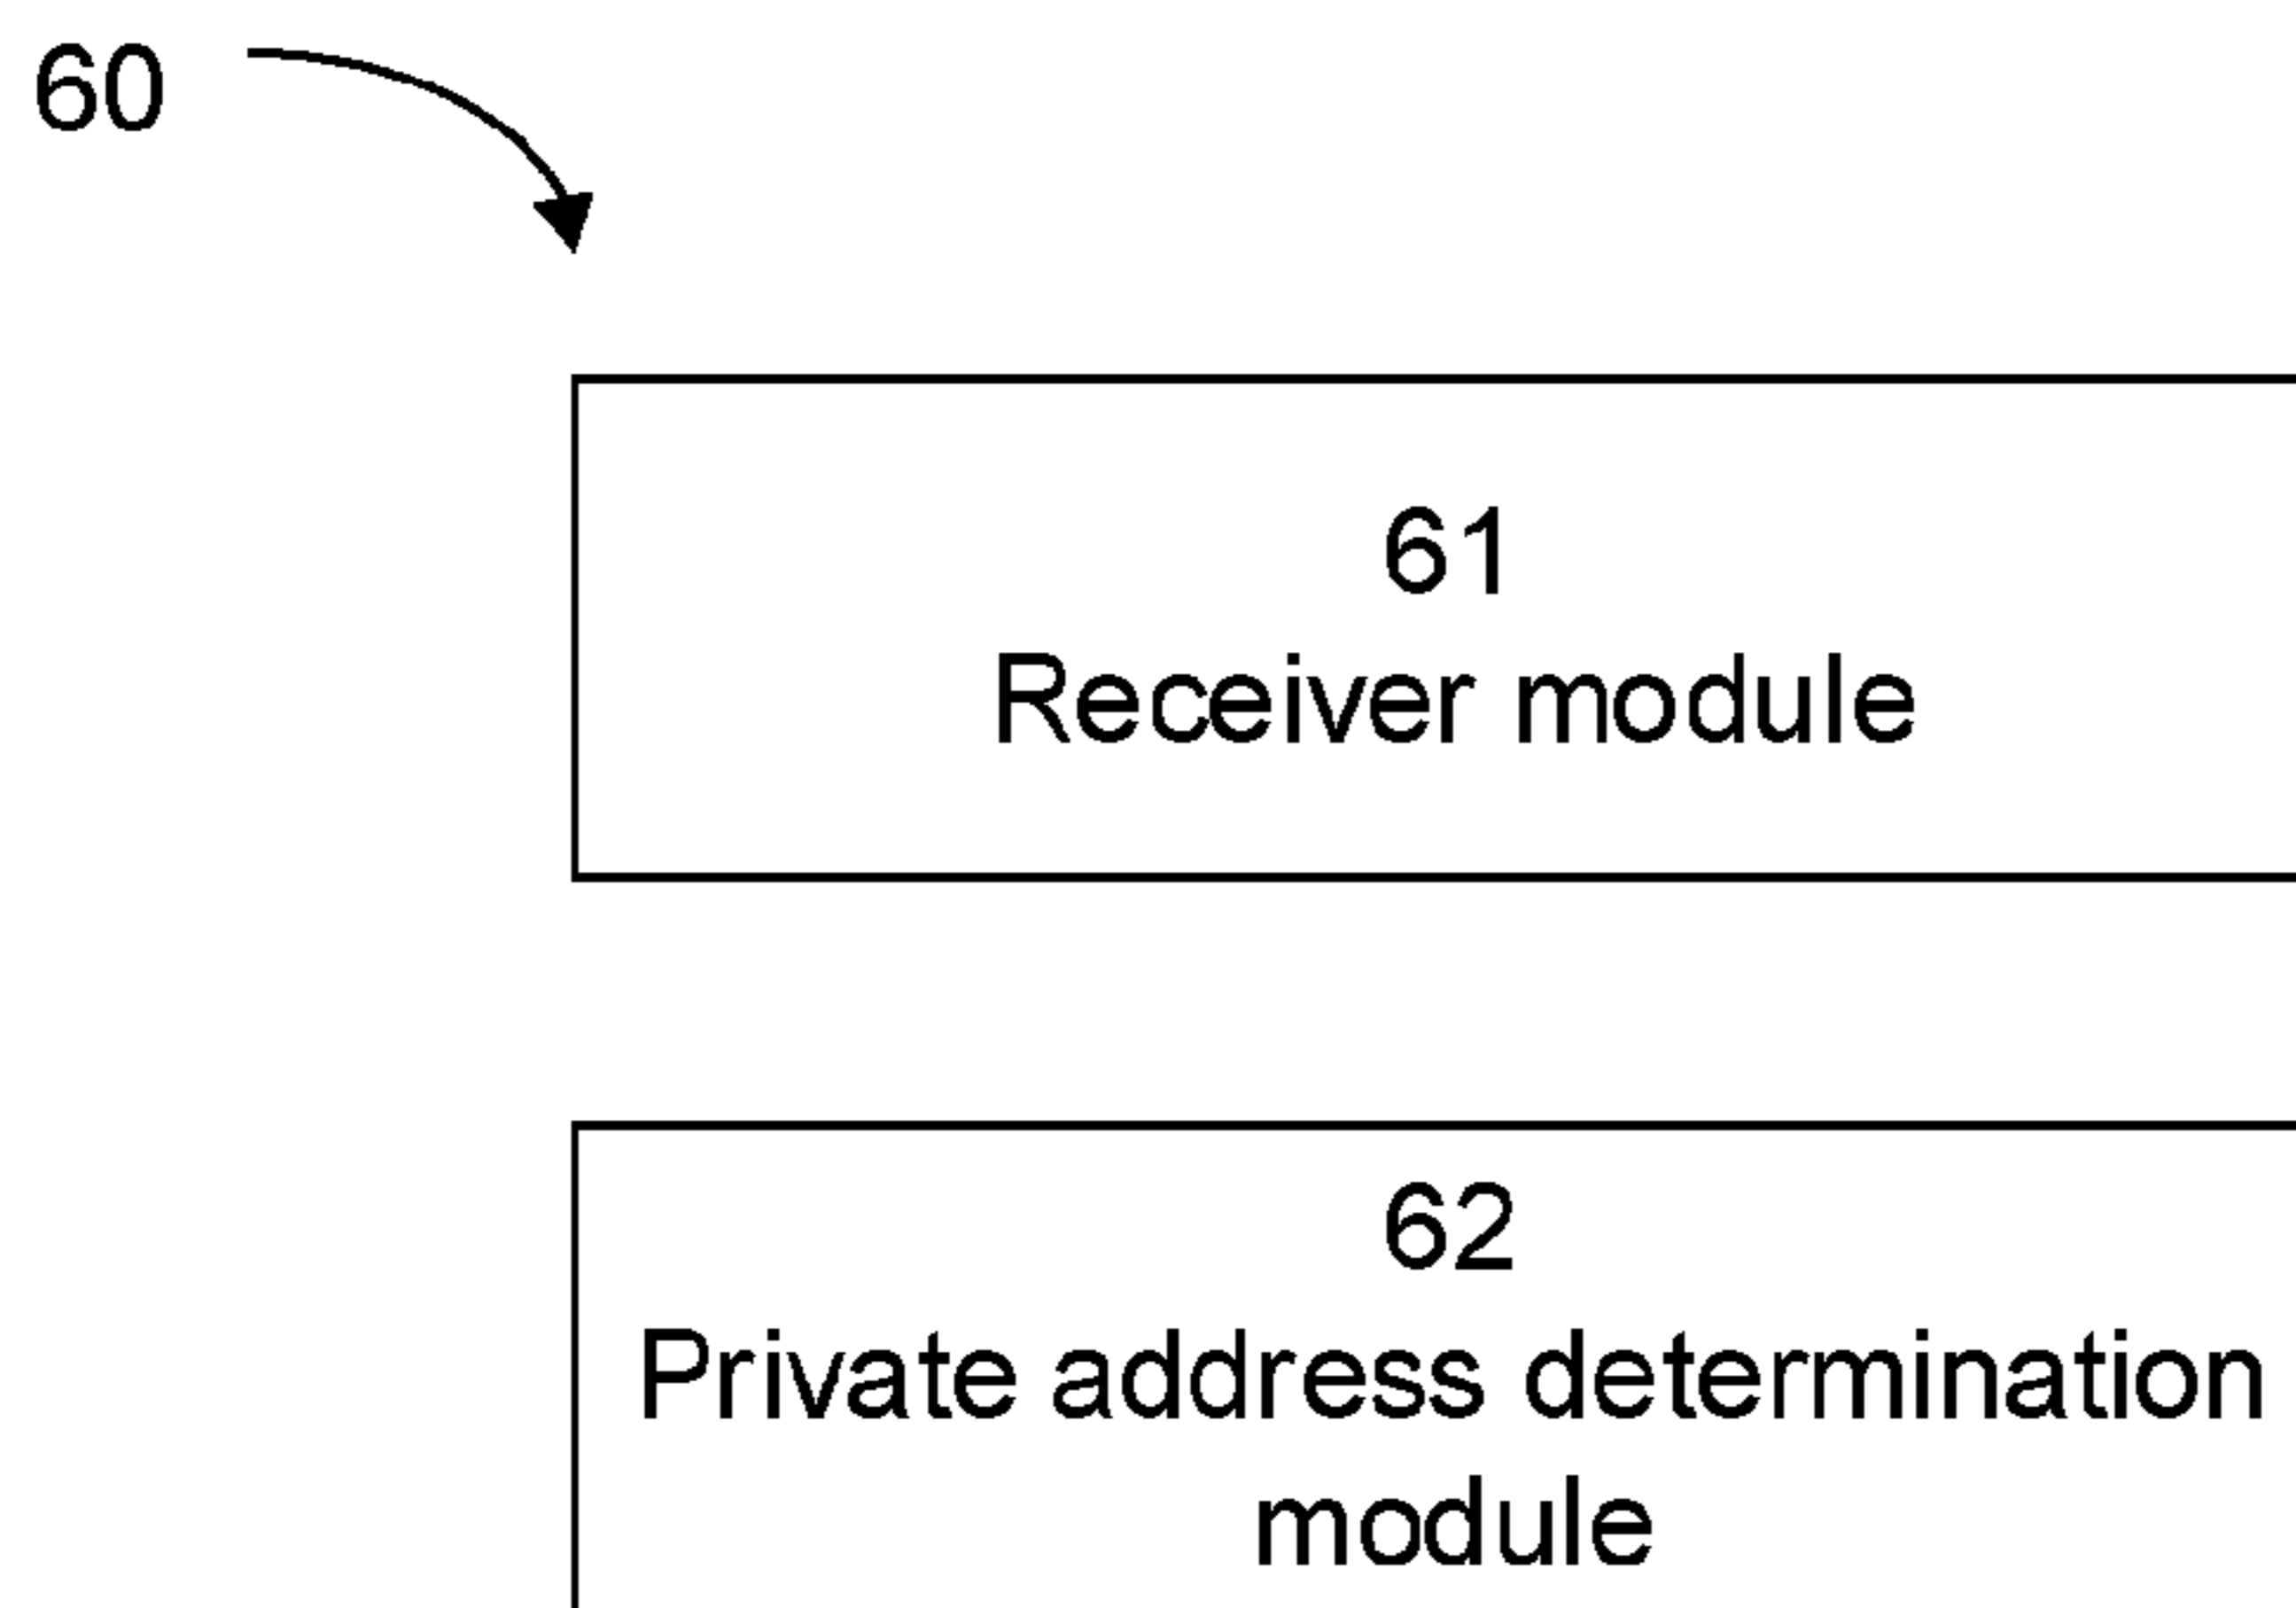 60
61
Receiver module
62
Private address determination
module